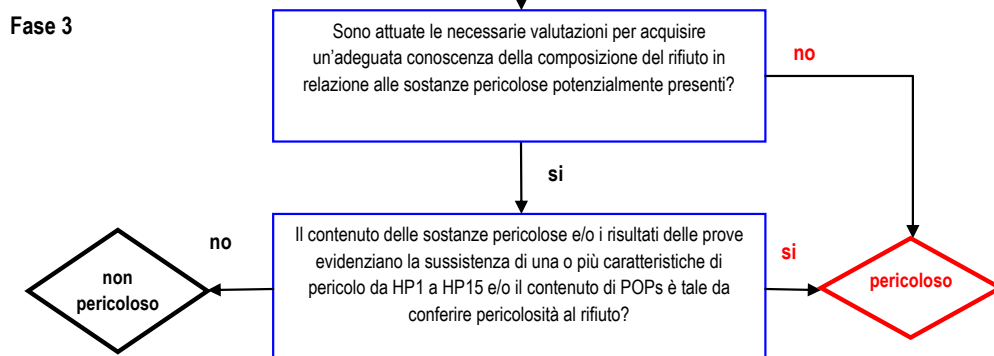 Fase 3
Sono attuate le necessarie valutazioni per acquisire
un'adeguata conoscenza della composizione del rifiuto in
relazione alle sostanze pericolose potenzialmente presenti?
no
si
no
Il contenuto delle sostanze pericolose e/o i risultati delle prove
evidenziano la sussistenza di una o più caratteristiche di
pericolo da HP1 a HP15 e/o il contenuto di POPs è tale da
conferire pericolosità al rifiuto?
si
non
pericoloso
pericoloso